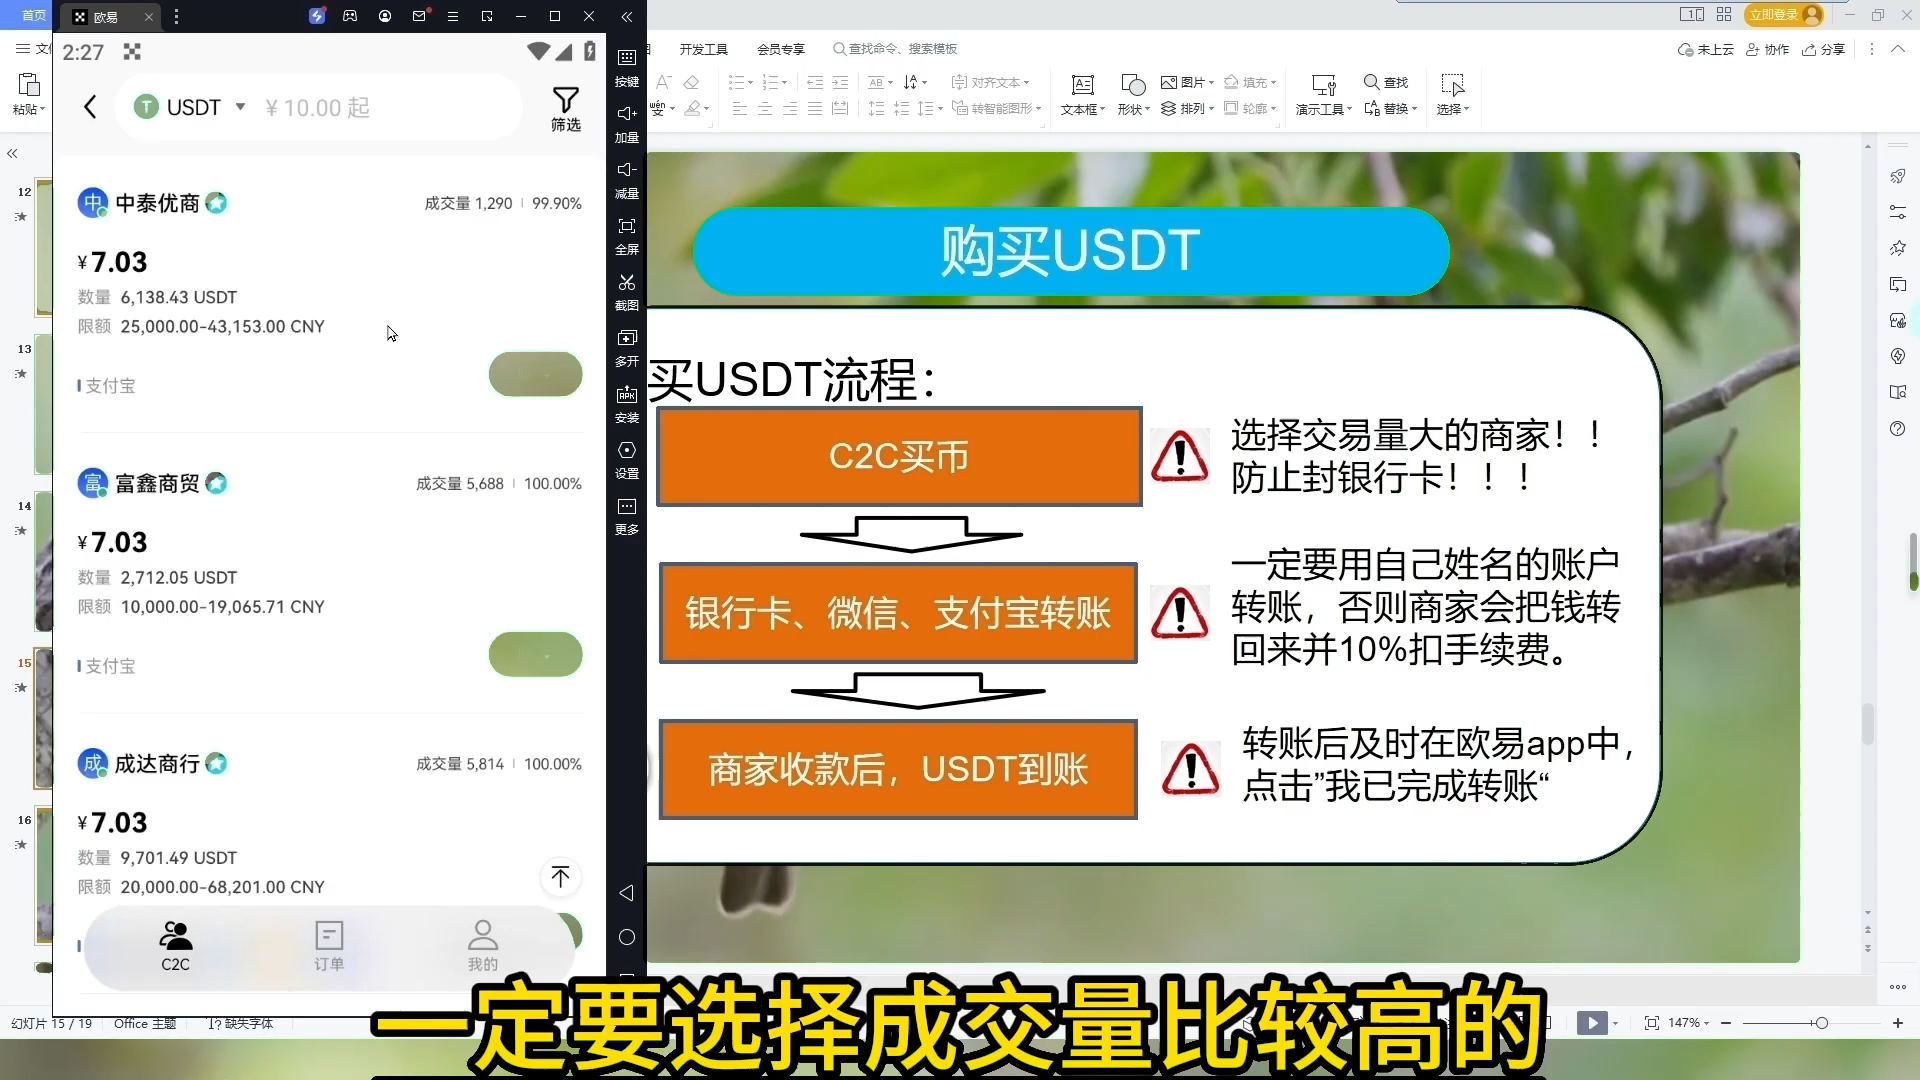 首页
欧易
2:27
USDT ¥ 10.00 起
筛选
中泰优商
成交量 1,290 | 99.90%
¥7.03
数量 6,138.43 USDT
限额 25,000.00-43,153.00 CNY
支付宝
富鑫商贸
成交量 5,688 | 100.00%
¥7.03
数量 2,712.05 USDT
限额 10,000.00-19,065.71 CNY
支付宝
成达商行
成交量 5,814 | 100.00%
¥7.03
数量 9,701.49 USDT
限额 20,000.00-68,201.00 CNY
C2C
订单
我的
按键
加量
减量
全屏
截图
多开
APK
安装
设置
更多
粘贴
12
13
14
15
16
开发工具 会员专享 查找命令、搜索模板
立即登录
未上云 协作 分享
对齐文本
转智能图形
文本框 形状
图片 填充
排列 轮廓
演示工具
查找
替换
选择
购买USDT
买USDT流程：
C2C买币
选择交易量大的商家！！
防止封银行卡！！！
银行卡、微信、支付宝转账
一定要用自己姓名的账户
转账，否则商家会把钱转
回来并10%扣手续费。
商家收款后，USDT到账
转账后及时在欧易app中，
点击”我已完成转账“
幻灯片 15 / 19 Office 主题 缺失字体
147%
一定要选择成交量比较高的